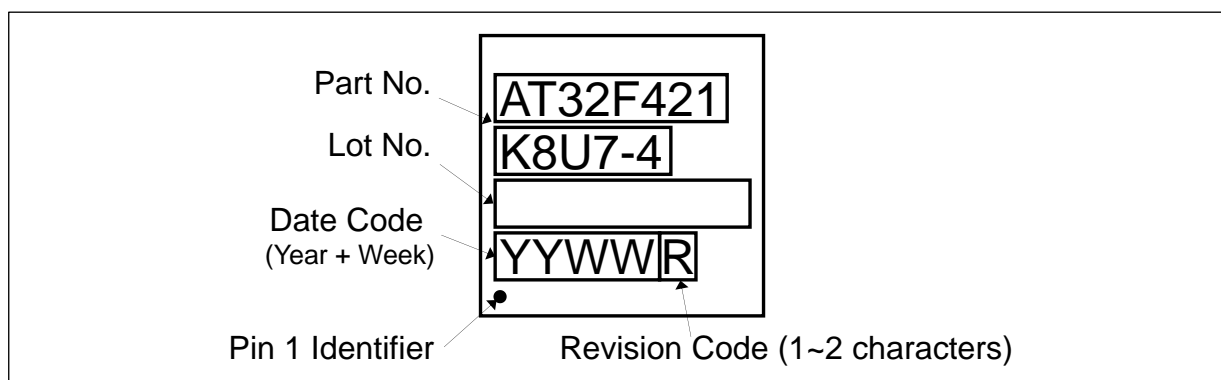 Part No.
AT32F421
Lot No.
K8U7-4
Date Code
(Year + Week)
YYWWR
Pin 1 Identifier
Revision Code (1~2 characters)